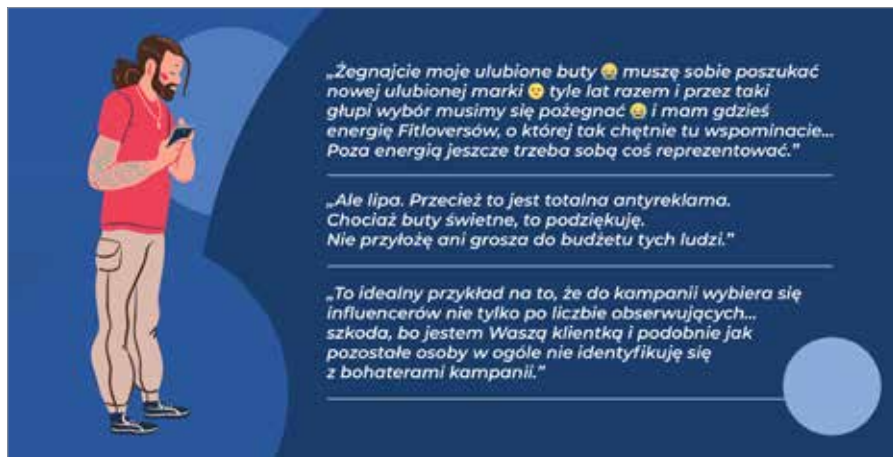 „Żegnajcie moje ulubione buty 😭 muszę sobie poszukać
nowej ulubionej marki 😕 tyle lat razem i przez taki
głupi wybór musimy się pożegnać 😭 i mam gdzieś
energię Fitloversów, o której tak chętnie tu wspominacie...
Poza energią jeszcze trzeba sobą coś reprezentować.”
„Ale lipa. Przecież to jest totalna antyreklama.
Chociaż buty świetne, to podziękuję.
Nie przyłożę ani grosza do budżetu tych ludzi.”
„To idealny przykład na to, że do kampanii wybiera się
influencerów nie tylko po liczbie obserwujących...
szkoda, bo jestem Waszą klientką i podobnie jak
pozostałe osoby w ogóle nie identyfikuję się
z bohaterami kampanii.”